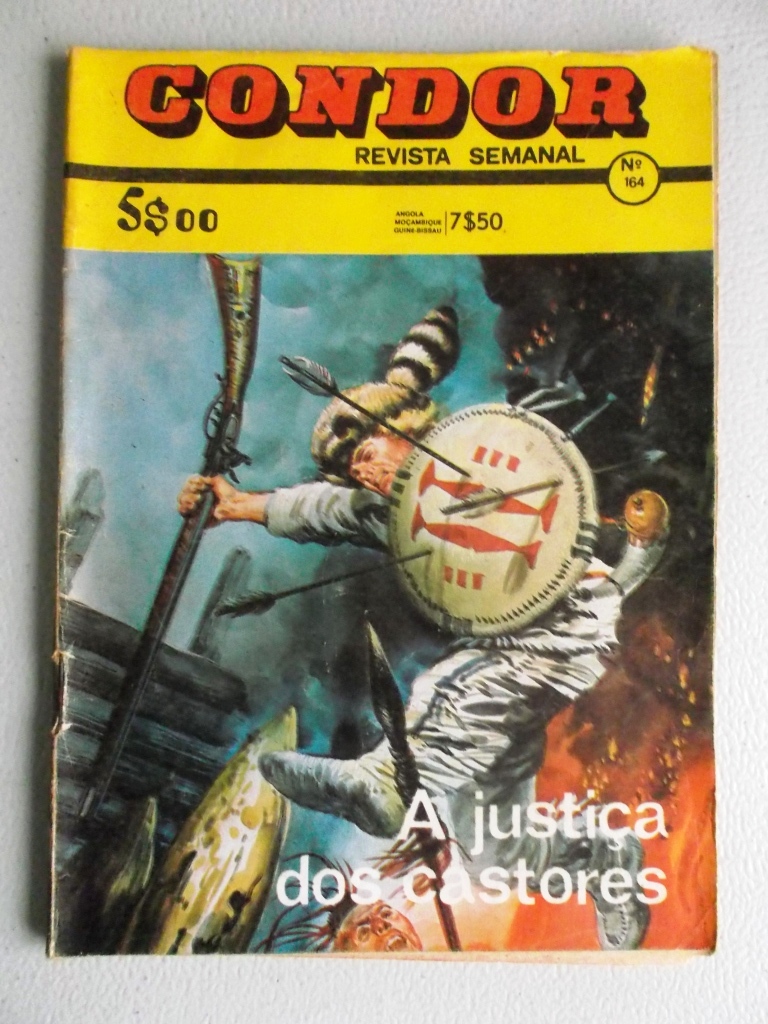 CONDOR
REVISTA SEMANAL
Nº
164
5$00
ANGOLA
MOÇAMBIQUE
GUINÉ-BISSAU
7$50
A justiça
dos castores